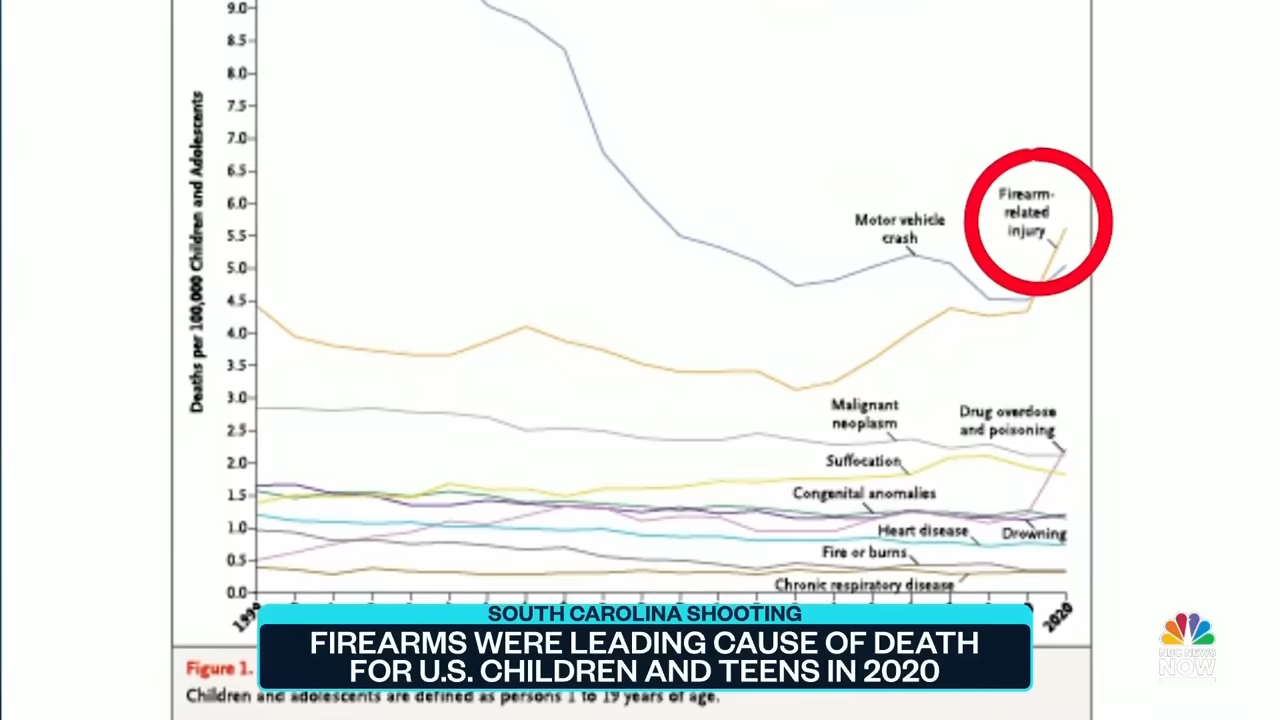 9.0
8.5
8.0
7.5
7.0
6.5
6.0
5.5
5.0
4.5
4.0
3.5
3.0
2.5
2.0
1.5
1.0
0.5
0.0
Deaths per 100,000 Children and Adolescents
Firearm-
related
injury
Motor vehicle
crash
Malignant
neoplasm
Drug overdose
and poisoning
Suffocation
Congenital anomalies
Heart disease
Drowning
Fire or burns
Chronic respiratory disease
1999
2020
SOUTH CAROLINA SHOOTING
FIREARMS WERE LEADING CAUSE OF DEATH
FOR U.S. CHILDREN AND TEENS IN 2020
Figure 1.
Children and adolescents are defined as persons 1 to 19 years of age.
NBC NEWS
NOW